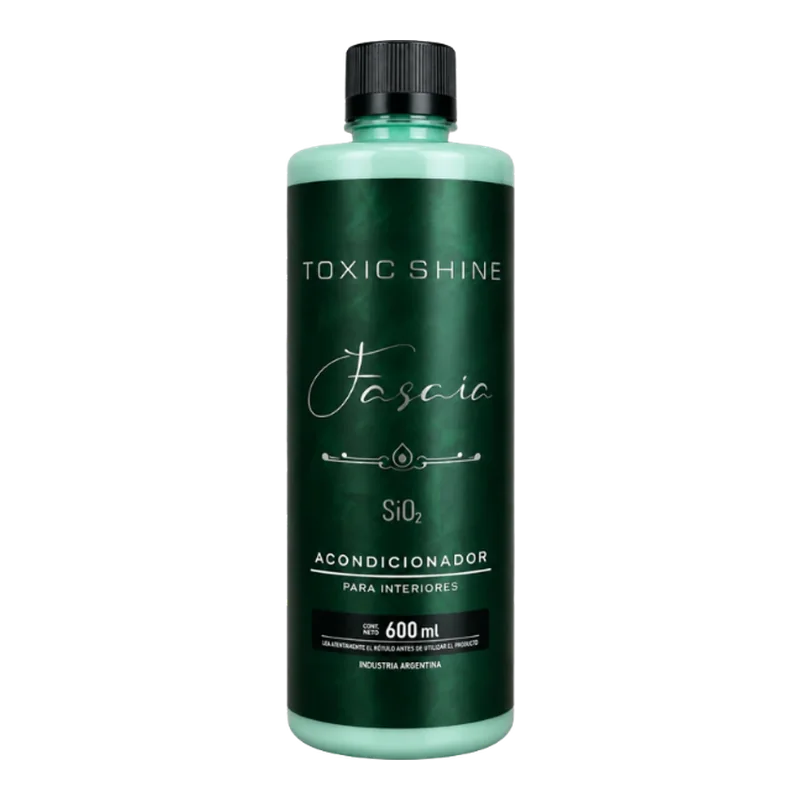 TOXIC SHINE
Fasaia
SiO₂
ACONDICIONADOR
PARA INTERIORES
CONT. NETO 600 ml
LEA ATENTAMENTE EL RÓTULO ANTES DE UTILIZAR EL PRODUCTO
INDUSTRIA ARGENTINA